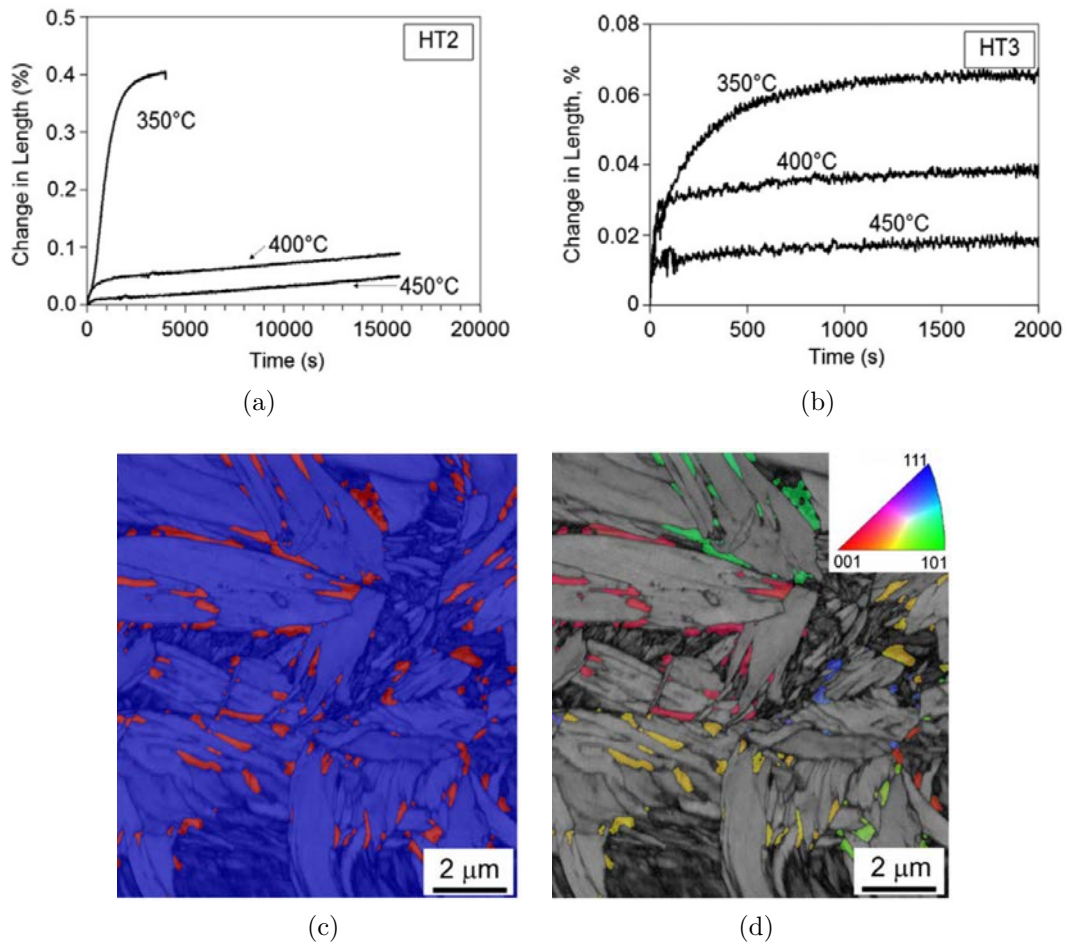 0.5
0.4
0.3
0.2
0.1
0.0
Change in Length (%)
HT2
350°C
400°C
450°C
0 5000 10000 15000 20000
Time (s)
(a)
0.08
0.06
0.04
0.02
0
Change in Length, %
HT3
350°C
400°C
450°C
0 500 1000 1500 2000
Time (s)
(b)
2 μm
(c)
111
001 101
2 μm
(d)